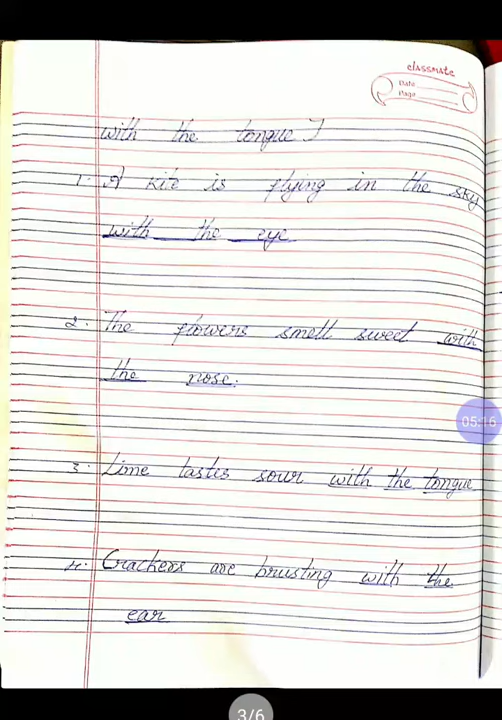 classmate
Date
Page
with the tongue]
1. A kite is flying in the sky
with the eye
2. The flowers smell sweet with
the nose.
05:16
3. Lime tastes sour with the tongue
4. Crackers are brusting with the
ear
3/6